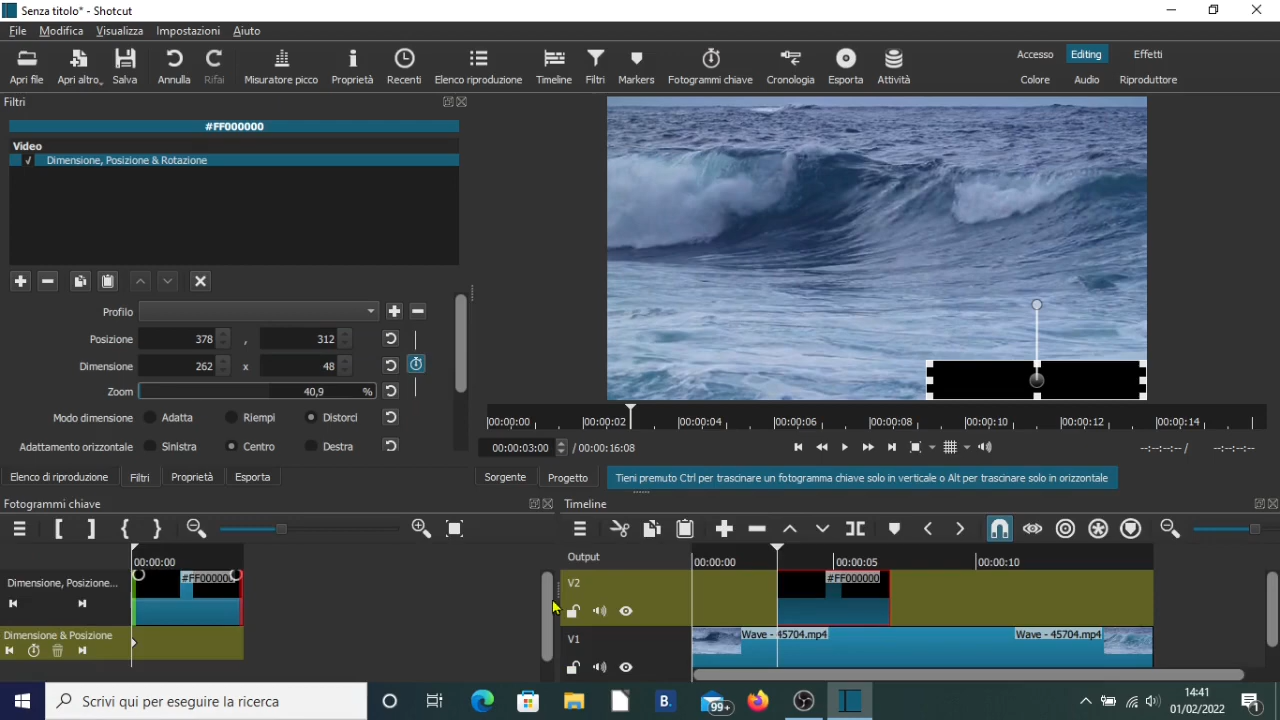 Senza titolo* - Shotcut
File Modifica Visualizza Impostazioni Aiuto
Apri file Apri altro Salva Annulla Rifai Misuratore picco Proprietà Recenti Elenco riproduzione Timeline Filtri Markers Fotogrammi chiave Cronologia Esporta Attività
Accesso Editing Effetti
Colore Audio Riproduttore
Filtri
#FF000000
Video
✓ Dimensione, Posizione & Rotazione
Profilo
Posizione 378 , 312
Dimensione 262 x 48
Zoom 40,9 %
Modo dimensione Adatta Riempi Distorci
Adattamento orizzontale Sinistra Centro Destra
00:00:00 00:00:02 00:00:04 00:00:06 00:00:08 00:00:10 00:00:12 00:00:14
00:00:03:00 / 00:00:16:08 --:--:--:-- / --:--:--:--
Elenco di riproduzione Filtri Proprietà Esporta
Sorgente Progetto Tieni premuto Ctrl per trascinare un fotogramma chiave solo in verticale o Alt per trascinare solo in orizzontale
Fotogrammi chiave
00:00:00
Dimensione, Posizione... #FF000000
Dimensione & Posizione
Timeline
Output 00:00:00 00:00:05 00:00:10
V2 #FF000000
V1 Wave - 45704.mp4 Wave - 45704.mp4
Scrivi qui per eseguire la ricerca
B.
99+
14:41
01/02/2022
1